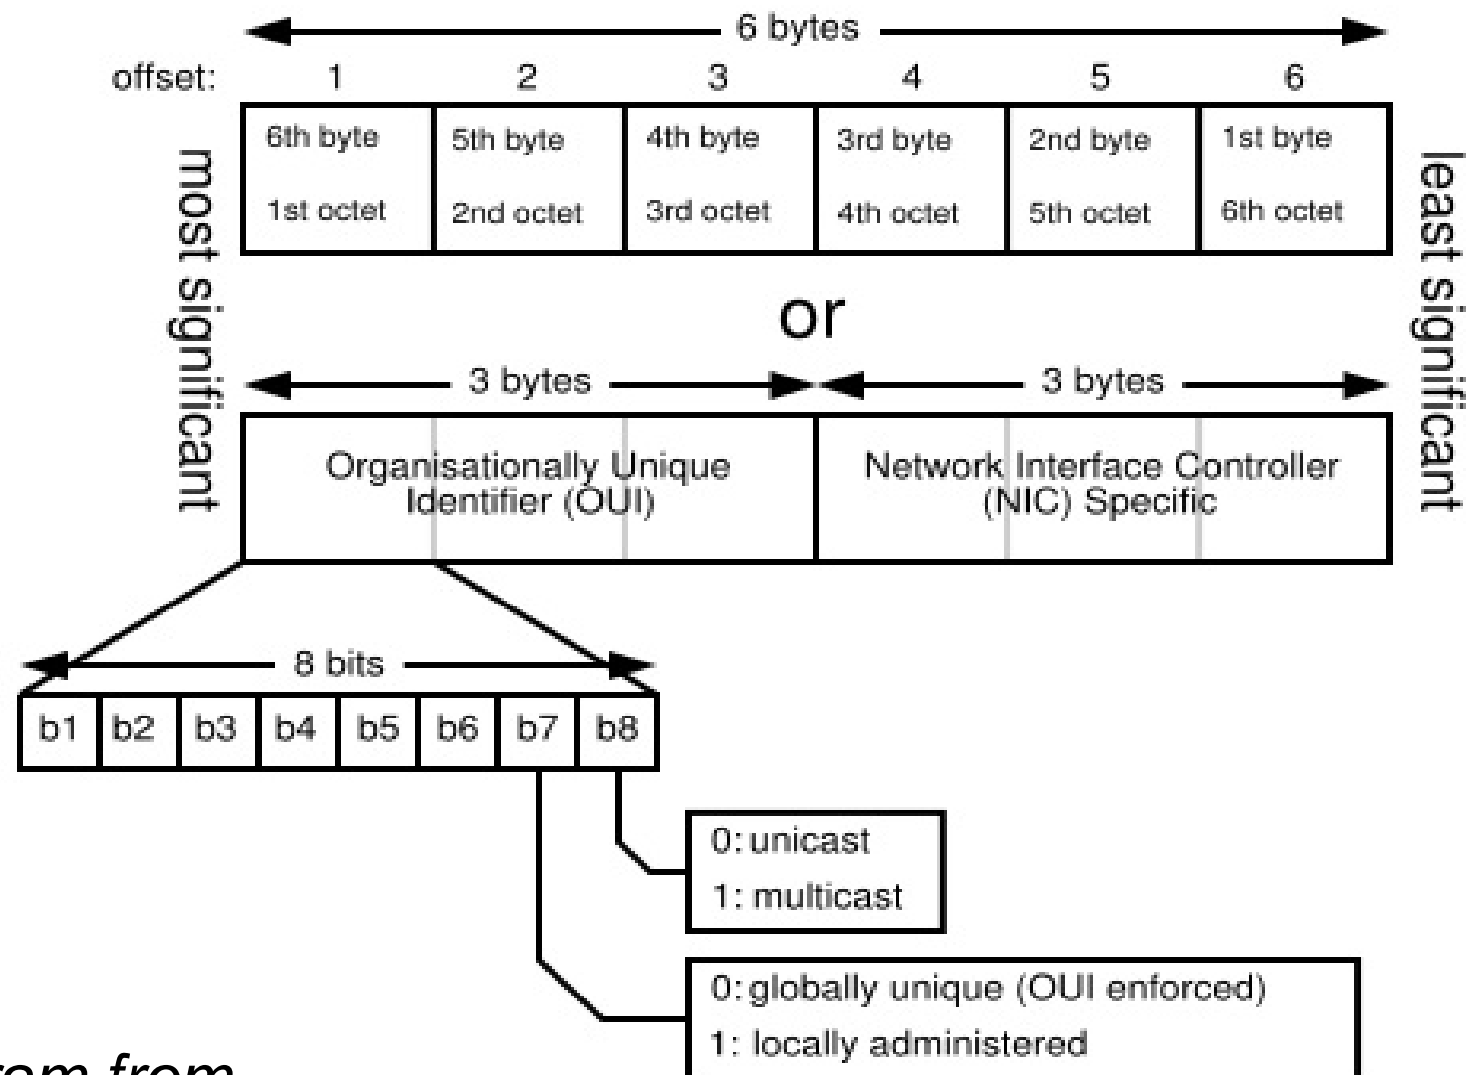 6 bytes
offset: 1 2 3 4 5 6
6th byte 5th byte 4th byte 3rd byte 2nd byte 1st byte
1st octet 2nd octet 3rd octet 4th octet 5th octet 6th octet
most significant
least significant
or
3 bytes 3 bytes
Organisationally Unique
Identifier (OUI)
Network Interface Controller
(NIC) Specific
8 bits
b1 b2 b3 b4 b5 b6 b7 b8
0: unicast
1: multicast
0: globally unique (OUI enforced)
1: locally administered
from